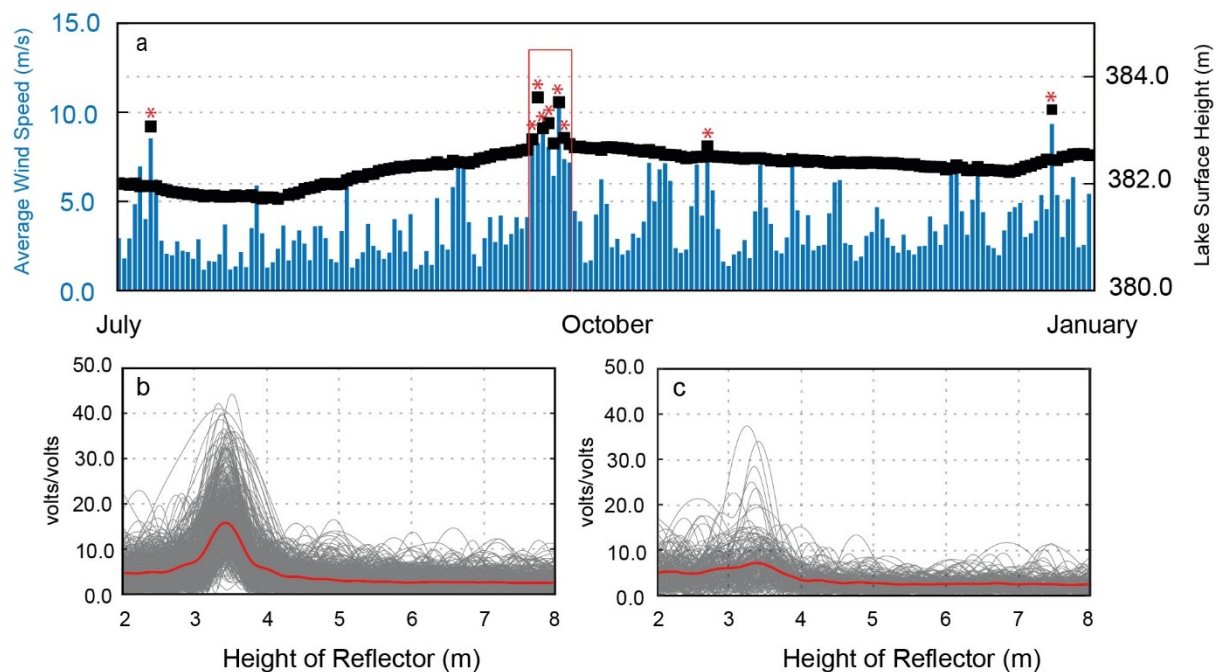 a
15.0
10.0
5.0
0.0
Average Wind Speed (m/s)
384.0
382.0
380.0
Lake Surface Height (m)
* * * * * * * * *
July October January
b
50.0
40.0
30.0
20.0
10.0
0.0
volts/volts
2 3 4 5 6 7 8
Height of Reflector (m)
c
50.0
40.0
30.0
20.0
10.0
0.0
volts/volts
2 3 4 5 6 7 8
Height of Reflector (m)